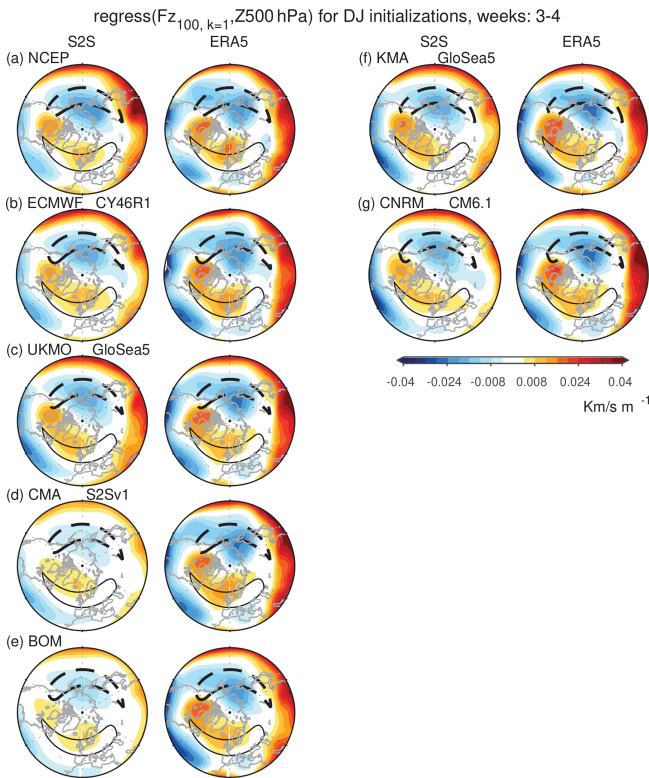 regress(Fz100, k=1,Z500 hPa) for DJ initializations, weeks: 3-4
S2S ERA5 S2S ERA5
(a) NCEP
(f) KMA GloSea5
(b) ECMWF CY46R1
(g) CNRM CM6.1
(c) UKMO GloSea5
-0.04 -0.024 -0.008 0.008 0.024 0.04
Km/s m -1
(d) CMA S2Sv1
(e) BOM